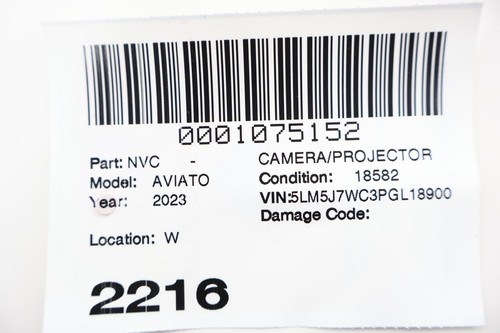 0001075152
Part: NVC - CAMERA/PROJECTOR
Model: AVIATO Condition: 18582
Year: 2023 VIN:5LM5J7WC3PGL18900
Damage Code:
Location: W
2216